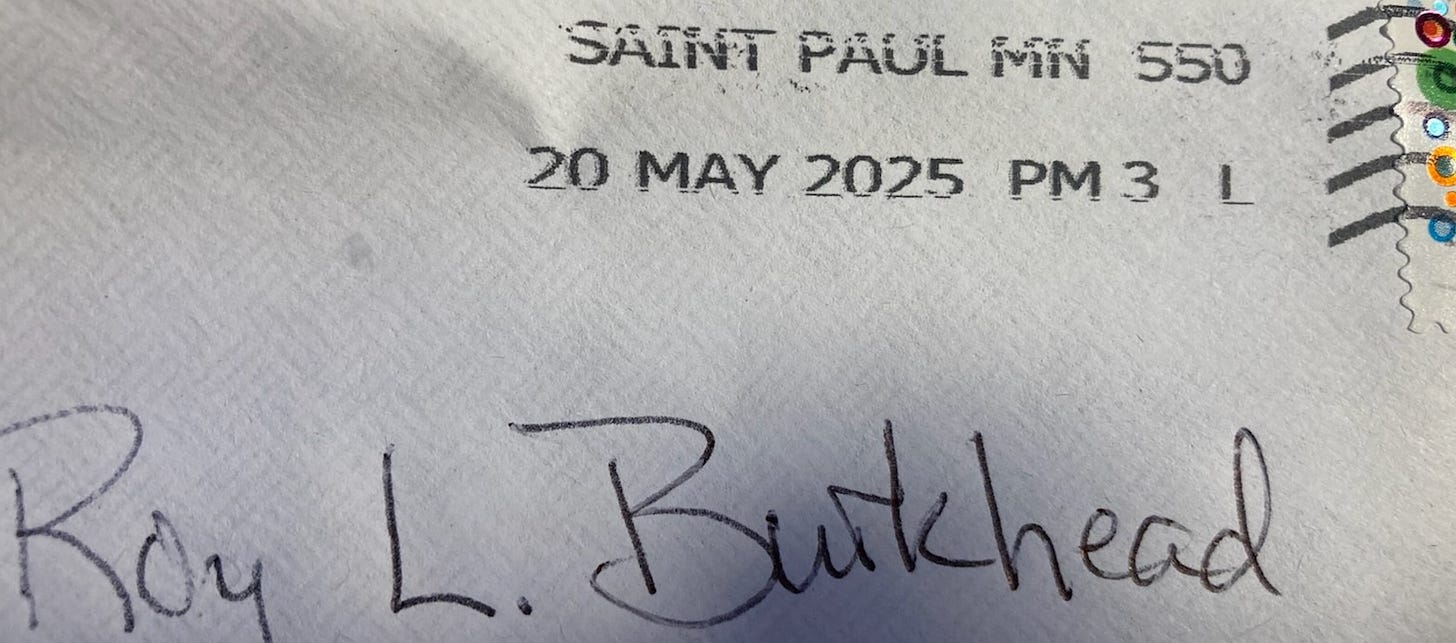 SAINT PAUL MN 550
20 MAY 2025 PM 3 L
Roy L. Burkhead